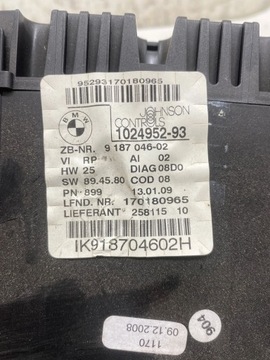 95293170180965
BMW
JOHNSON
CONTROLS
1024952-93
ZB-NR. 9 187 046-02
VI RP AI 02
HW 25 DIAG 08D0
SW 89.45.80 COD 08
PN 899 13.01.09
LFND. NR: 170180965
LIEFERANT 258115 10
IK918704602H
1170
09.12.2008
904